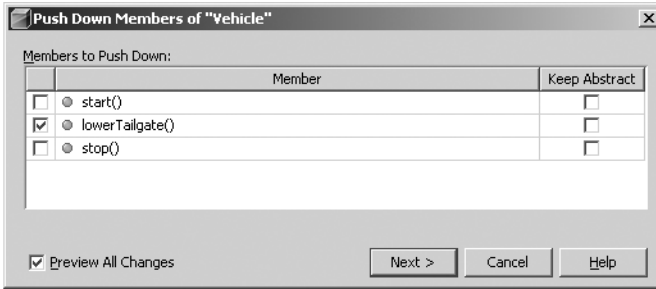 Push Down Members of "Vehicle"
Members to Push Down:
Member Keep Abstract
start()
lowerTailgate()
stop()
Preview All Changes Next > Cancel Help